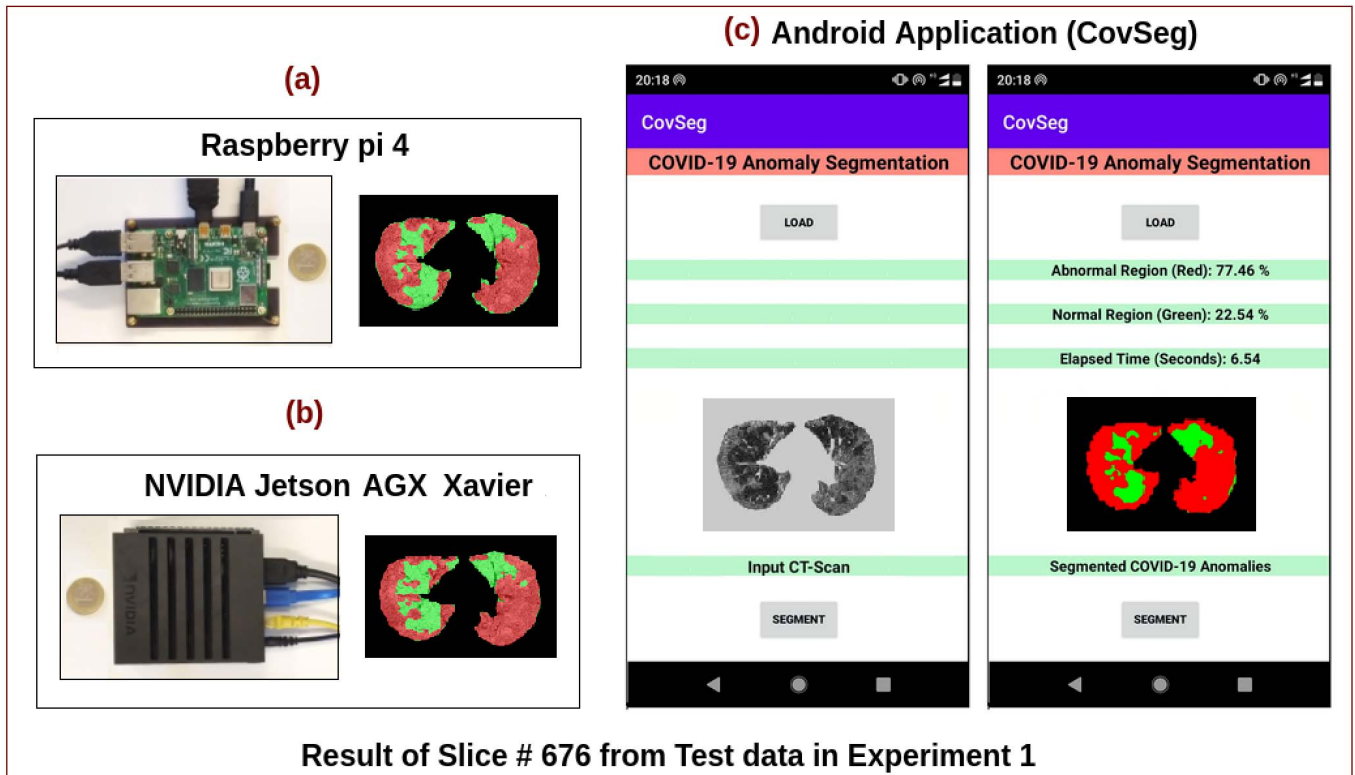 (a)
Raspberry pi 4
(b)
NVIDIA Jetson AGX Xavier
NVIDIA
(c) Android Application (CovSeg)
20:18
CovSeg
COVID-19 Anomaly Segmentation
LOAD
Input CT-Scan
SEGMENT
20:18
CovSeg
COVID-19 Anomaly Segmentation
LOAD
Abnormal Region (Red): 77.46 %
Normal Region (Green): 22.54 %
Elapsed Time (Seconds): 6.54
Segmented COVID-19 Anomalies
SEGMENT
Result of Slice # 676 from Test data in Experiment 1